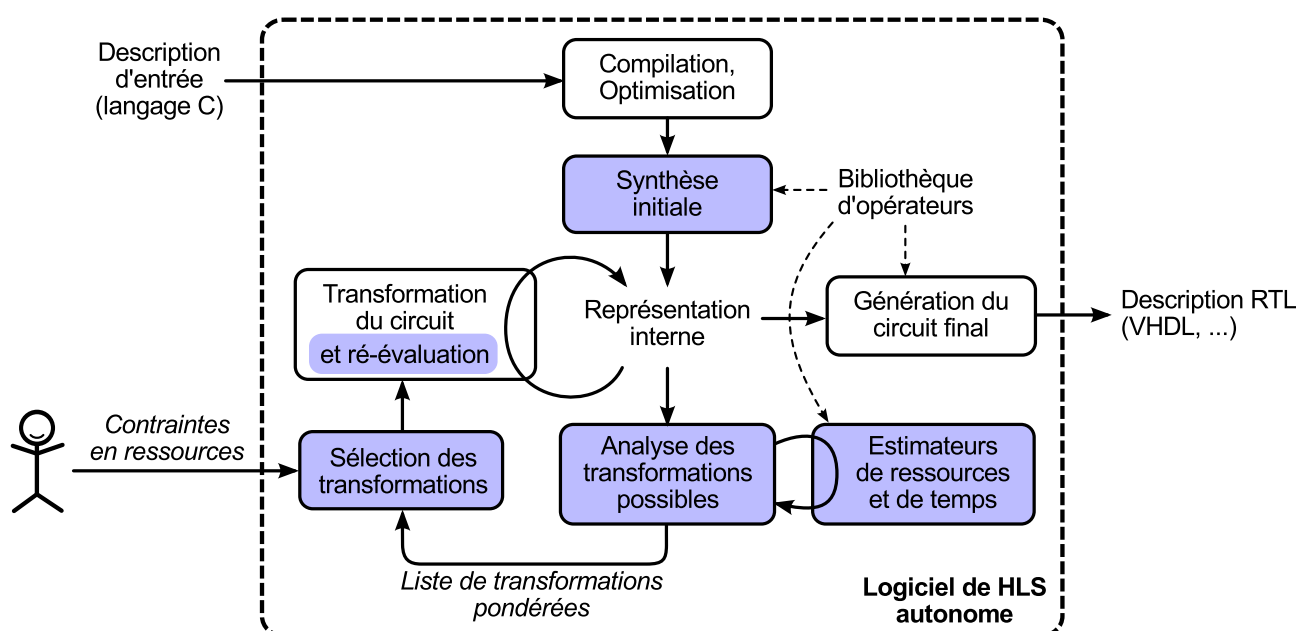 Description
d'entrée
(langage C)
Compilation,
Optimisation
Synthèse
initiale
Bibliothèque
d'opérateurs
Transformation
du circuit
et ré-évaluation
Représentation
interne
Génération du
circuit final
Description RTL
(VHDL, ...)
Contraintes
en ressources
Sélection des
transformations
Analyse des
transformations
possibles
Estimateurs
de ressources
et de temps
Liste de transformations
pondérées
Logiciel de HLS
autonome